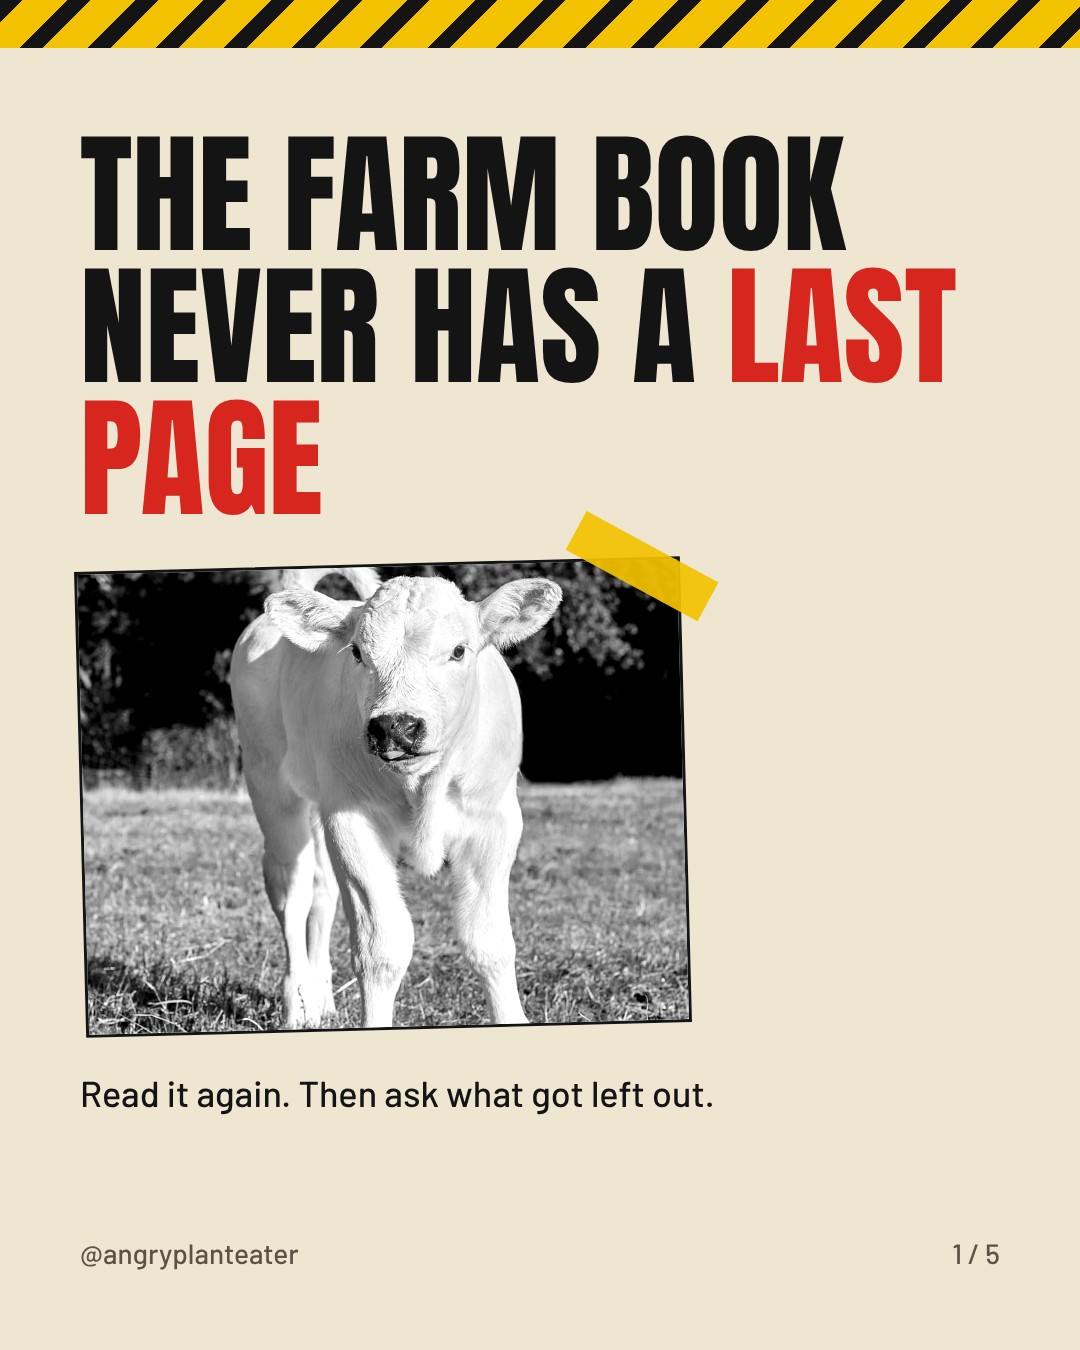 THE FARM BOOK
NEVER HAS A LAST
PAGE
Read it again. Then ask what got left out.
@angryplanteater
1 / 5